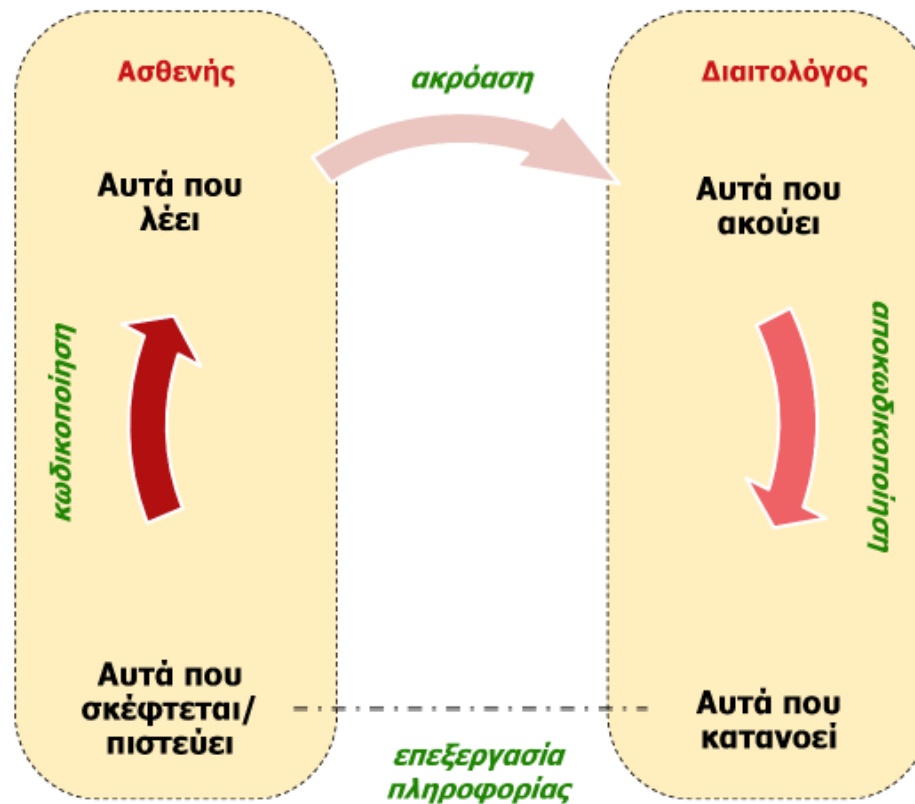 Ασθενής
ακρόαση
Διαιτολόγος
Αυτά που
λέει
Αυτά που
ακούει
κωδικοποίηση
αποκωδικοποίηση
Αυτά που
σκέφτεται/
πιστεύει
Αυτά που
κατανοεί
επεξεργασία
πληροφορίας